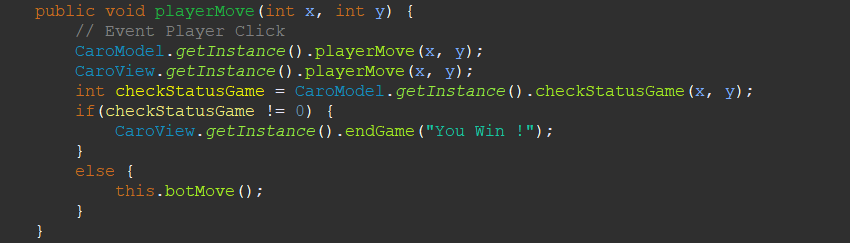 public void playerMove(int x, int y) {
// Event Player Click
CaroModel.getInstance().playerMove(x, y);
CaroView.getInstance().playerMove(x, y);
int checkStatusGame = CaroModel.getInstance().checkStatusGame(x, y);
if(checkStatusGame != 0) {
CaroView.getInstance().endGame("You Win !");
}
else {
this.botMove();
}
}